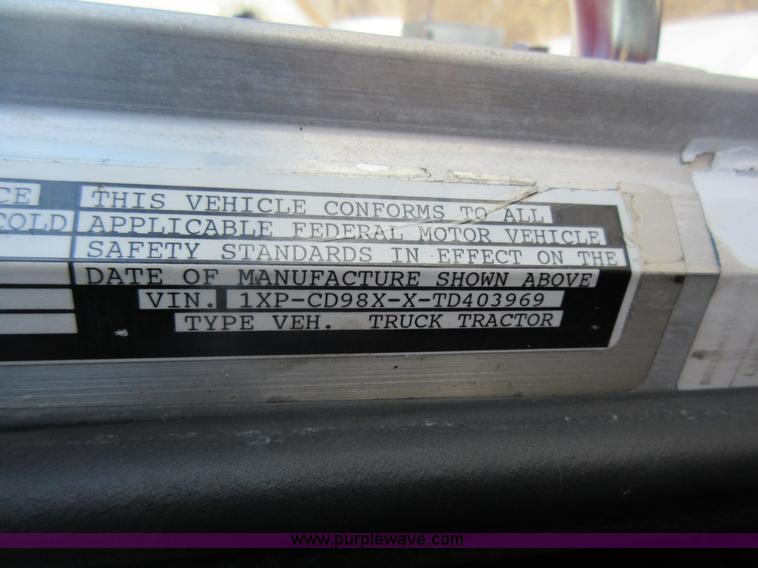 CE THIS VEHICLE CONFORMS TO ALL
COLD APPLICABLE FEDERAL MOTOR VEHICLE
SAFETY STANDARDS IN EFFECT ON THE
DATE OF MANUFACTURE SHOWN ABOVE
VIN. 1XP-CD98X-X-TD403969
TYPE VEH. TRUCK TRACTOR
www.purplewave.com